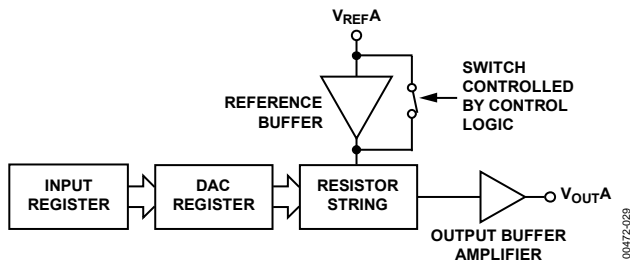 VREFA
REFERENCE
BUFFER
SWITCH
CONTROLLED
BY CONTROL
LOGIC
INPUT
REGISTER
DAC
REGISTER
RESISTOR
STRING
VOUTA
OUTPUT BUFFER
AMPLIFIER
00472-029